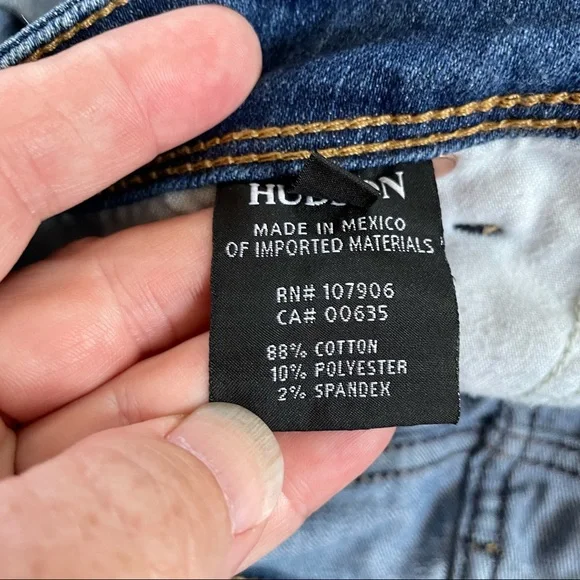 MADE IN MEXICO
OF IMPORTED MATERIALS
RN# 107906
CA# 00635
88% COTTON
10% POLYESTER
2% SPANDEX